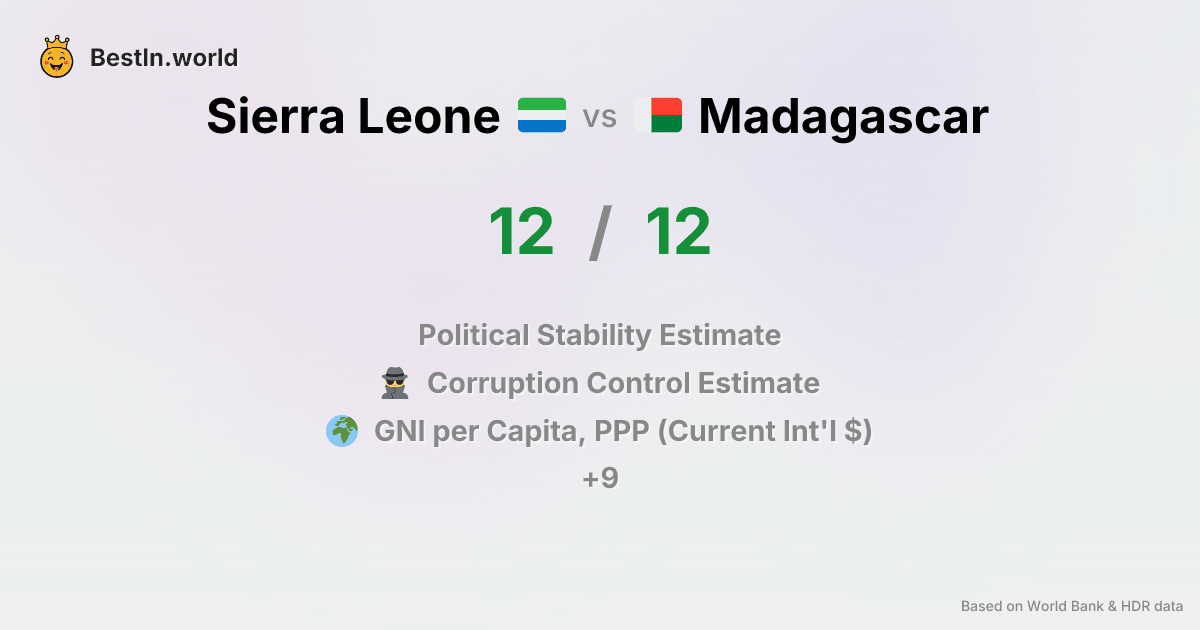 BestIn.world
Sierra Leone vs Madagascar
12 / 12
Political Stability Estimate
Corruption Control Estimate
GNI per Capita, PPP (Current Int'l $)
+9
Based on World Bank & HDR data